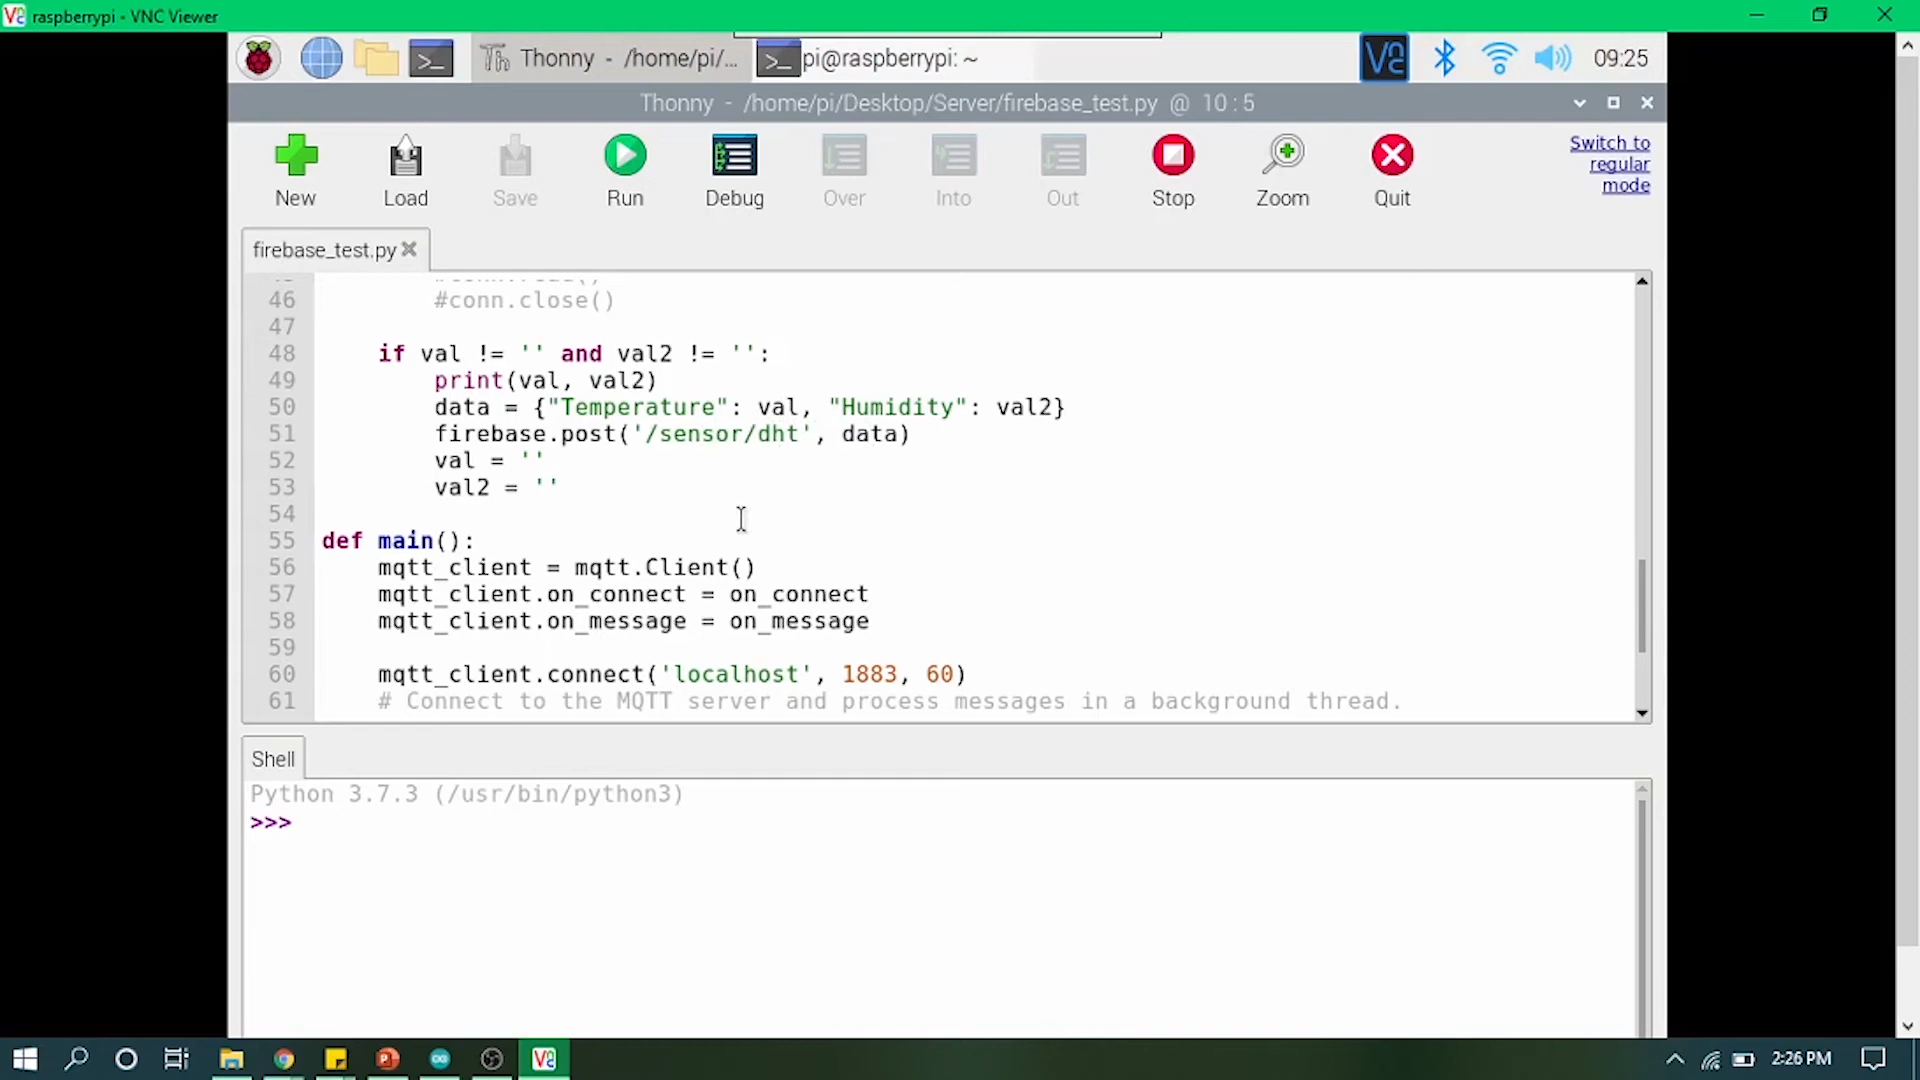 raspberrypi - VNC Viewer
Thonny - /home/pi/... pi@raspberrypi: ~ 09:25
Thonny - /home/pi/Desktop/Server/firebase_test.py @ 10:5
New Load Save Run Debug Over Into Out Stop Zoom Quit
Switch to
regular
mode
firebase_test.py
46 #conn.close()
47
48 if val != '' and val2 != '':
49 print(val, val2)
50 data = {"Temperature": val, "Humidity": val2}
51 firebase.post('/sensor/dht', data)
52 val = ''
53 val2 = ''
54
55 def main():
56 mqtt_client = mqtt.Client()
57 mqtt_client.on_connect = on_connect
58 mqtt_client.on_message = on_message
59
60 mqtt_client.connect('localhost', 1883, 60)
61 # Connect to the MQTT server and process messages in a background thread.
Shell
Python 3.7.3 (/usr/bin/python3)
>>>
2:26 PM